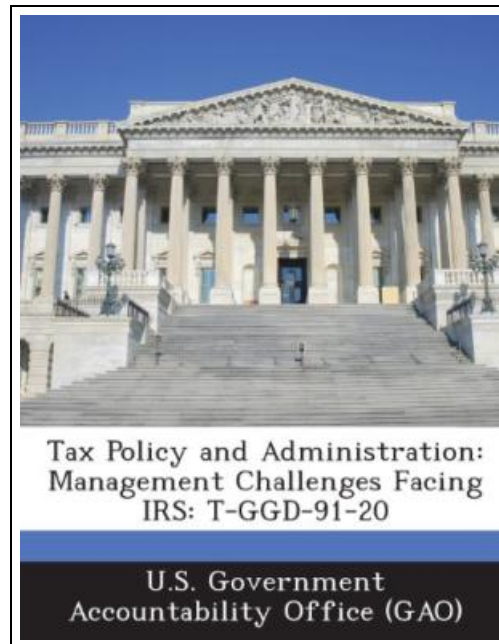 Tax Policy and Administration:
Management Challenges Facing
IRS: T-GGD-91-20
U.S. Government
Accountability Office (GAO)